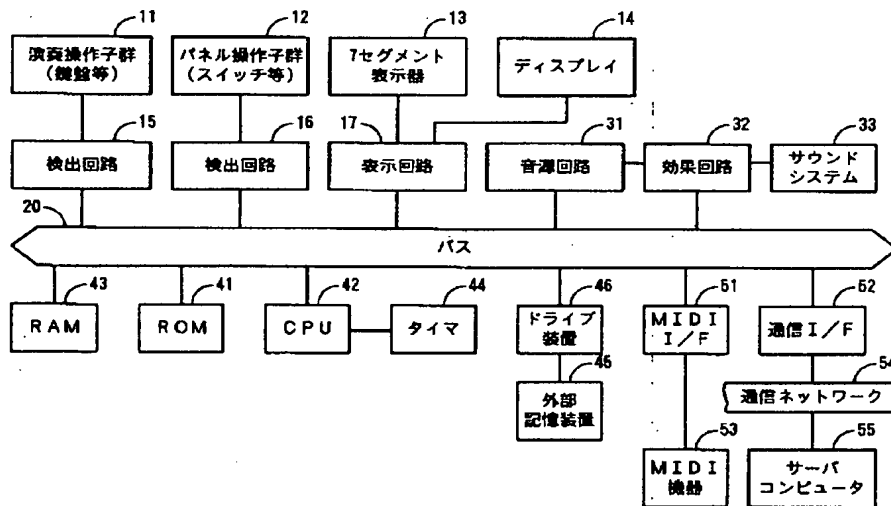 11
12
13
14
演奏操作子群
(鍵盤等)
パネル操作子群
(スイッチ等)
7セグメント
表示器
ディスプレイ
15
16
17
31
32
33
検出回路
検出回路
表示回路
音源回路
効果回路
サウンド
システム
20
バス
43
41
42
44
46
51
52
RAM
ROM
CPU
タイマ
ドライブ
装置
MIDI
I/F
通信I/F
45
54
外部
記憶装置
通信ネットワーク
53
55
MIDI
機器
サーバ
コンピュータ